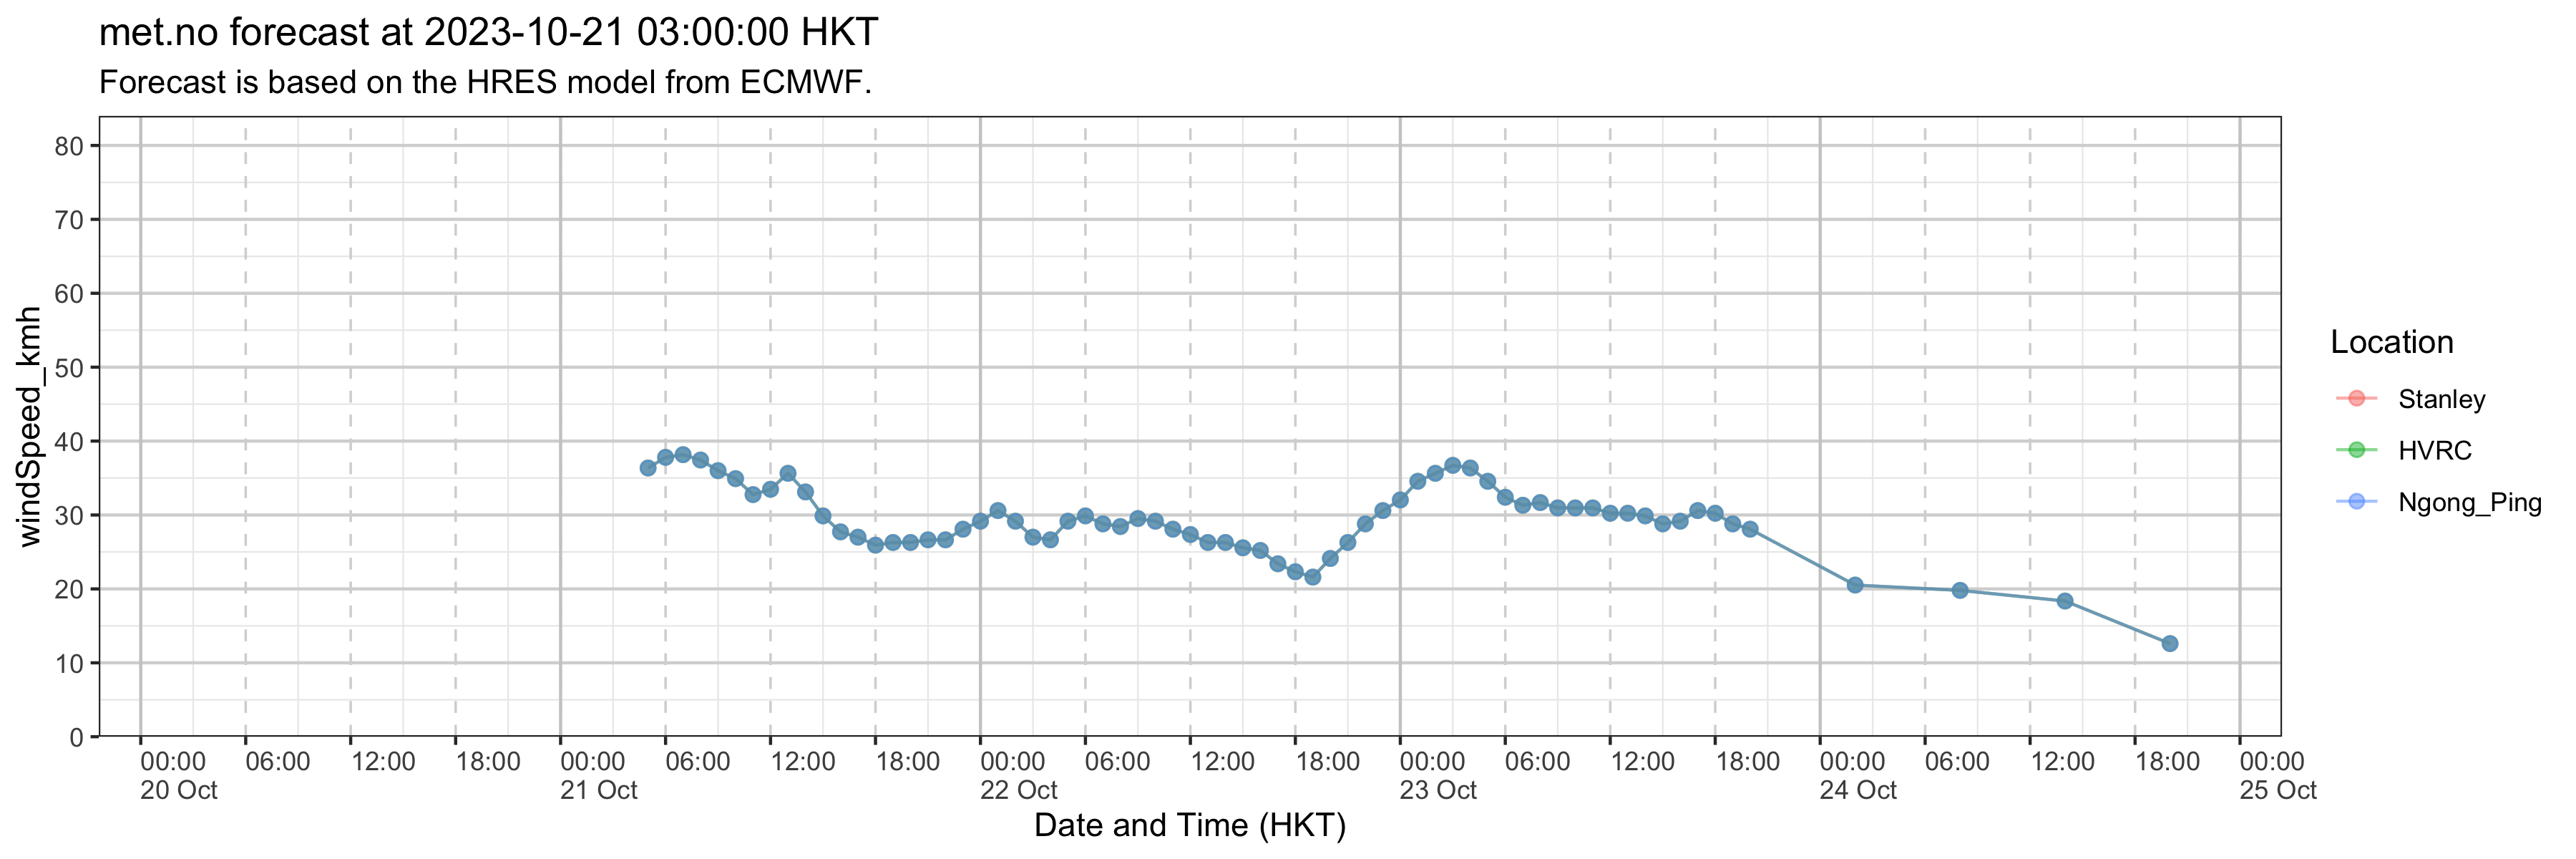 met.no forecast at 2023-10-21 03:00:00 HKT
Forecast is based on the HRES model from ECMWF.
windSpeed_kmh
80
70
60
50
40
30
20
10
0
00:00 06:00 12:00 18:00 00:00 06:00 12:00 18:00 00:00 06:00 12:00 18:00 00:00 06:00 12:00 18:00 00:00 06:00 12:00 18:00 00:00
20 Oct 21 Oct 22 Oct 23 Oct 24 Oct 25 Oct
Date and Time (HKT)
Location
Stanley
HVRC
Ngong_Ping